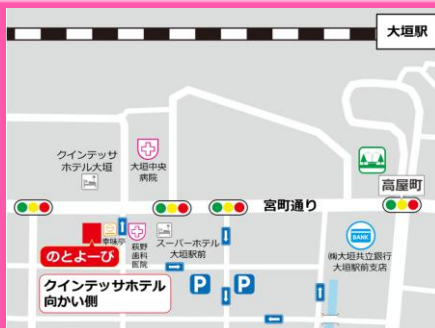 大垣駅
クインテッサ
ホテル大垣
大垣中央
病院
高屋町
宮町通り
幸味亭
萩野
歯科
医院
スーパーホテル
大垣駅前
BANK
㈱大垣共立銀行
大垣駅前支店
のとよーび
クインテッサホテル
向かい側
P
P